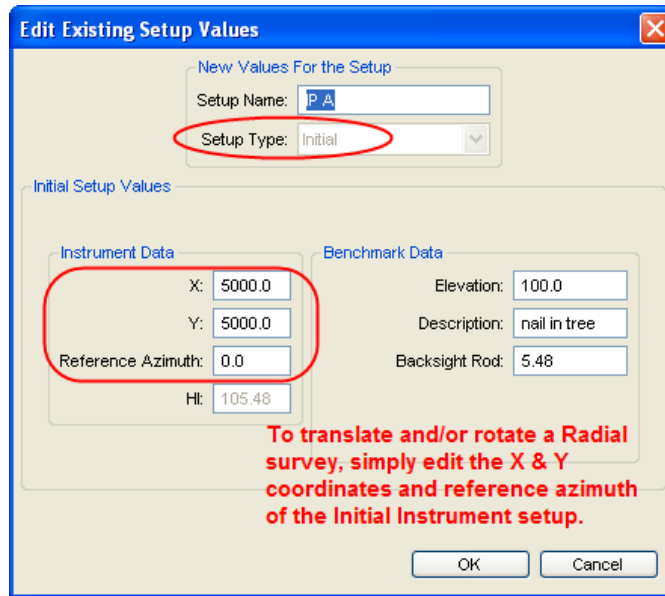 Edit Existing Setup Values
New Values For the Setup
Setup Name: P A
Setup Type: Initial
Initial Setup Values
Instrument Data
X: 5000.0
Y: 5000.0
Reference Azimuth: 0.0
HI: 105.48
Benchmark Data
Elevation: 100.0
Description: nail in tree
Backsight Rod: 5.48
To translate and/or rotate a Radial
survey, simply edit the X & Y
coordinates and reference azimuth
of the Initial Instrument setup.
OK Cancel